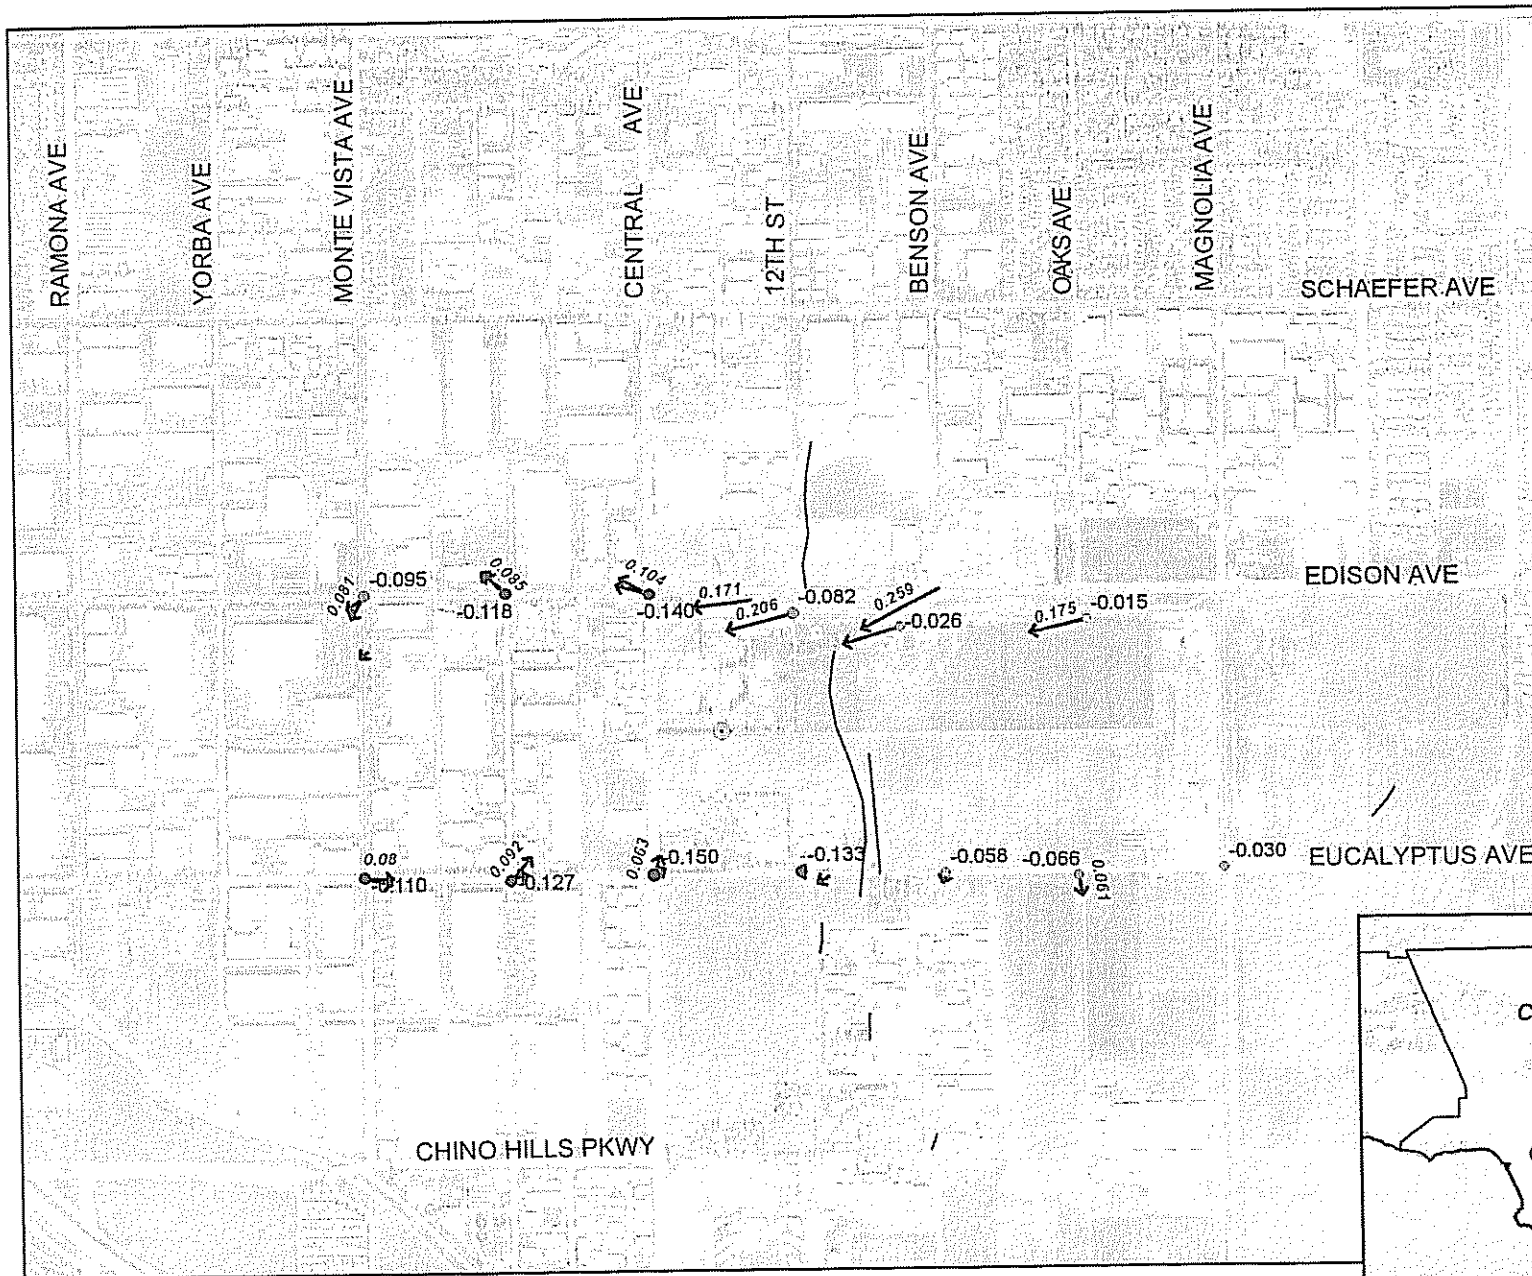 RAMONA AVE
YORBA AVE
MONTE VISTA AVE
CENTRAL AVE
12TH ST
BENSON AVE
OAKS AVE
MAGNOLIA AVE
SCHAEFER AVE
EDISON AVE
0.081
-0.095
0.085
-0.118
0.104
-0.140
0.171
0.206
-0.082
0.259
-0.026
0.175
-0.015
0.08
-0.110
0.092
-0.127
0.063
-0.150
-0.133
-0.058
-0.066
0.061
-0.030
EUCALYPTUS AVE
C
CHINO HILLS PKWY